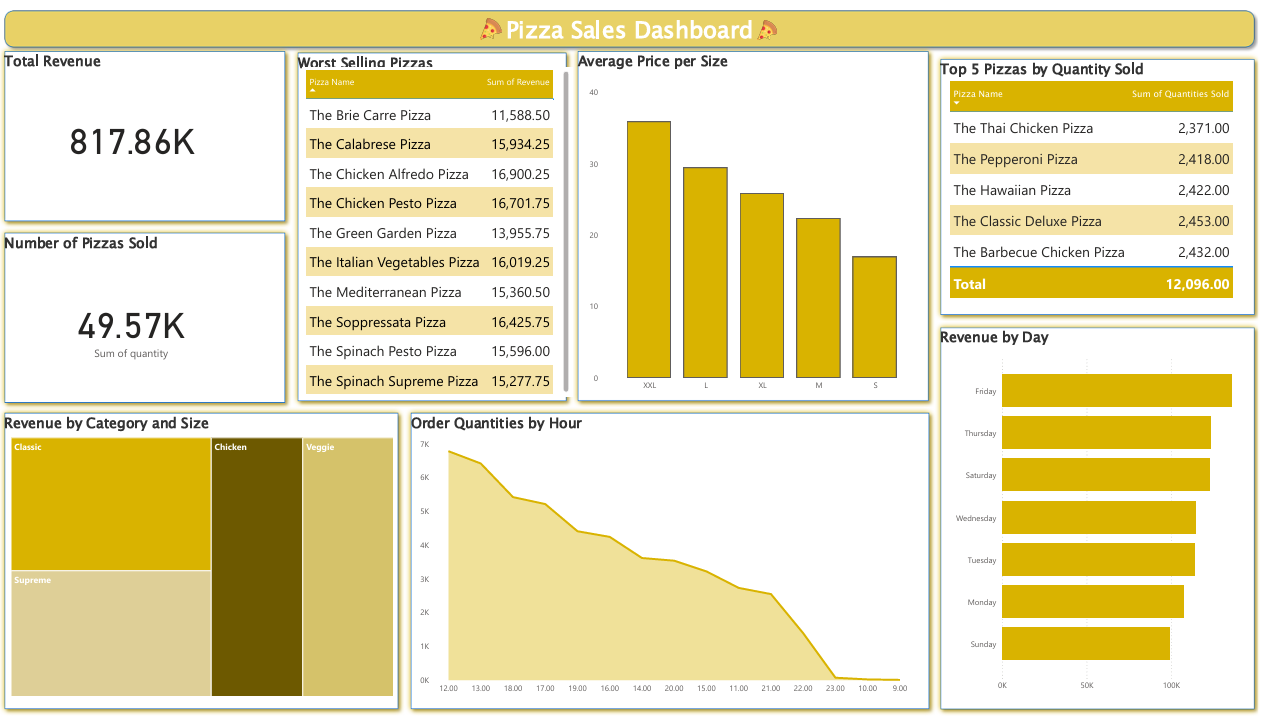 🍕Pizza Sales Dashboard🍕
Total Revenue
817.86K
Number of Pizzas Sold
49.57K
Sum of quantity
Worst Selling Pizzas
Pizza Name Sum of Revenue
The Brie Carre Pizza 11,588.50
The Calabrese Pizza 15,934.25
The Chicken Alfredo Pizza 16,900.25
The Chicken Pesto Pizza 16,701.75
The Green Garden Pizza 13,955.75
The Italian Vegetables Pizza 16,019.25
The Mediterranean Pizza 15,360.50
The Soppressata Pizza 16,425.75
The Spinach Pesto Pizza 15,596.00
The Spinach Supreme Pizza 15,277.75
Average Price per Size
40
30
20
10
0
XXL L XL M S
Top 5 Pizzas by Quantity Sold
Pizza Name Sum of Quantities Sold
The Thai Chicken Pizza 2,371.00
The Pepperoni Pizza 2,418.00
The Hawaiian Pizza 2,422.00
The Classic Deluxe Pizza 2,453.00
The Barbecue Chicken Pizza 2,432.00
Total 12,096.00
Revenue by Category and Size
Classic
Chicken
Veggie
Supreme
Order Quantities by Hour
7K
6K
5K
4K
3K
2K
1K
0K
12.00 13.00 18.00 17.00 19.00 16.00 14.00 20.00 15.00 11.00 21.00 22.00 23.00 10.00 9.00
Revenue by Day
Friday
Thursday
Saturday
Wednesday
Tuesday
Monday
Sunday
0K 50K 100K